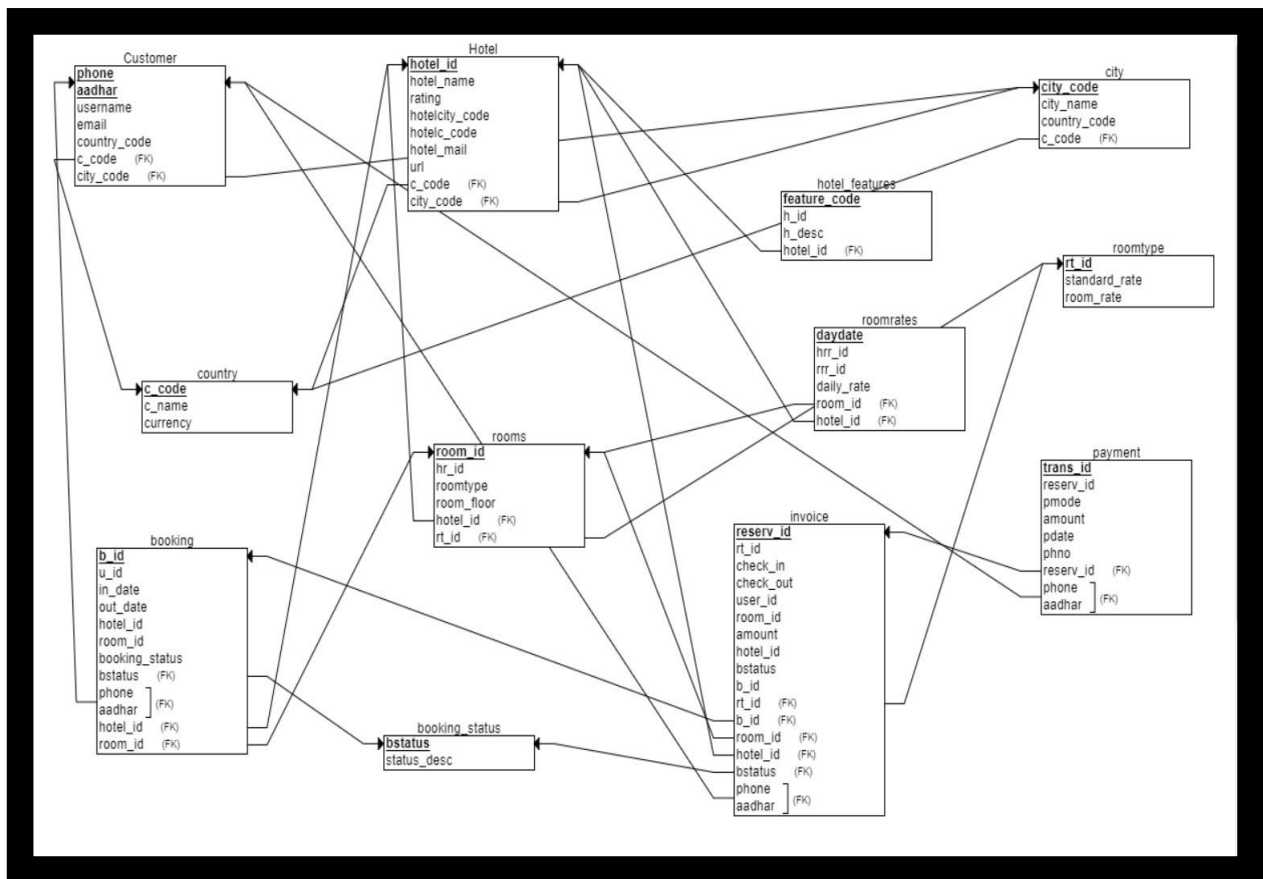 Customer
phone
aadhar
username
email
country_code
c_code (FK)
city_code (FK)
Hotel
hotel_id
hotel_name
rating
hotelcity_code
hotelc_code
hotel_mail
url
c_code (FK)
city_code (FK)
city
city_code
city_name
country_code
c_code (FK)
hotel_features
feature_code
h_id
h_desc
hotel_id (FK)
roomtype
rt_id
standard_rate
room_rate
roomrates
daydate
hrr_id
rrr_id
daily_rate
room_id (FK)
hotel_id (FK)
country
c_code
c_name
currency
rooms
room_id
hr_id
roomtype
room_floor
hotel_id (FK)
rt_id (FK)
payment
trans_id
reserv_id
pmode
amount
pdate
phno
reserv_id (FK)
phone
aadhar (FK)
invoice
reserv_id
rt_id
check_in
check_out
user_id
room_id
amount
hotel_id
bstatus
b_id
rt_id (FK)
b_id (FK)
room_id (FK)
hotel_id (FK)
bstatus (FK)
phone
aadhar (FK)
booking
b_id
u_id
in_date
out_date
hotel_id
room_id
booking_status
bstatus (FK)
phone
aadhar (FK)
hotel_id (FK)
room_id (FK)
booking_status
bstatus
status_desc